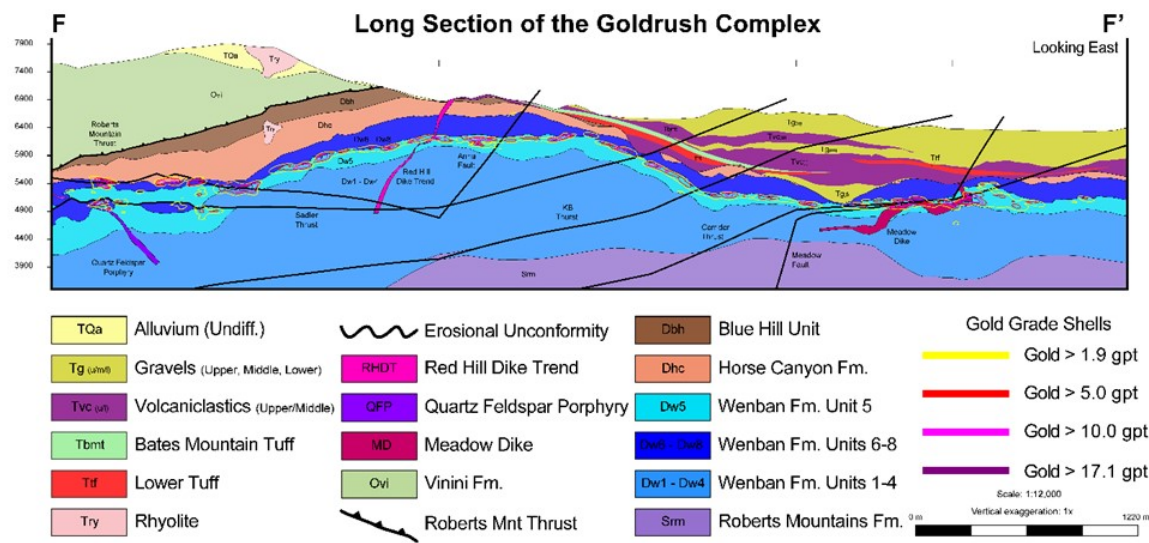 F
Long Section of the Goldrush Complex
F'
Looking East
7900
7400
6900
6400
5900
5400
4900
4400
3900
TQa
Try
Ovi
Roberts
Mountain
Thrust
Dbh
Dhc
Try
Dw6 - Dw8
Dw5
Dw1 - Dw4
Red Hill
Dike Trend
Anna
Fault
Sadler
Thrust
Quartz Feldspar
Porphyry
KB
Thurst
Srm
Corrider
Thrust
Meadow
Fault
Meadow
Dike
Ttf
TQa
Alluvium (Undiff.)
Tg (u/m/l)
Gravels (Upper, Middle, Lower)
Tvc (u/l)
Volcaniclastics (Upper/Middle)
Tbmt
Bates Mountain Tuff
Ttf
Lower Tuff
Try
Rhyolite
Erosional Unconformity
RHDT
Red Hill Dike Trend
QFP
Quartz Feldspar Porphyry
MD
Meadow Dike
Ovi
Vinini Fm.
Roberts Mnt Thrust
Dbh
Blue Hill Unit
Dhc
Horse Canyon Fm.
Dw5
Wenban Fm. Unit 5
Dw6 - Dw8
Wenban Fm. Units 6-8
Dw1 - Dw4
Wenban Fm. Units 1-4
Srm
Roberts Mountains Fm.
Gold Grade Shells
Gold > 1.9 gpt
Gold > 5.0 gpt
Gold > 10.0 gpt
Gold > 17.1 gpt
Scale: 1:12,000
Vertical exaggeration: 1x
0 m
1220 m